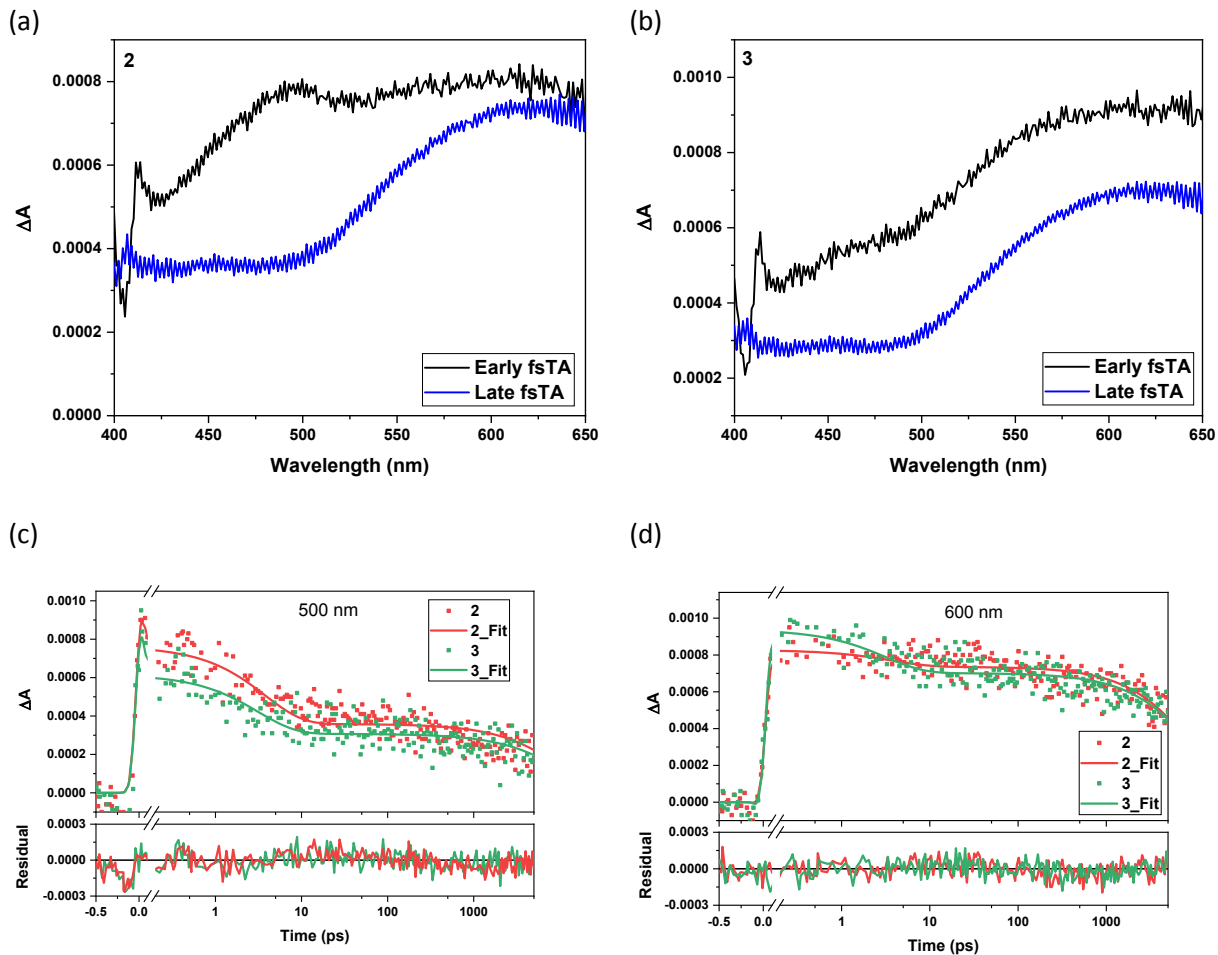 (a)
2
0.0008
0.0006
0.0004
0.0002
0.0000
ΔA
400 450 500 550 600 650
Wavelength (nm)
Early fsTA
Late fsTA
(b)
3
0.0010
0.0008
0.0006
0.0004
0.0002
ΔA
400 450 500 550 600 650
Wavelength (nm)
Early fsTA
Late fsTA
(c)
500 nm
0.0010
0.0008
0.0006
0.0004
0.0002
0.0000
ΔA
2
2_Fit
3
3_Fit
0.0003
0.0000
-0.0003
Residual
-0.5 0.0 1 10 100 1000
Time (ps)
(d)
600 nm
0.0010
0.0008
0.0006
0.0004
0.0002
0.0000
ΔA
2
2_Fit
3
3_Fit
0.0003
0.0000
-0.0003
Residual
-0.5 0.0 1 10 100 1000
Time (ps)